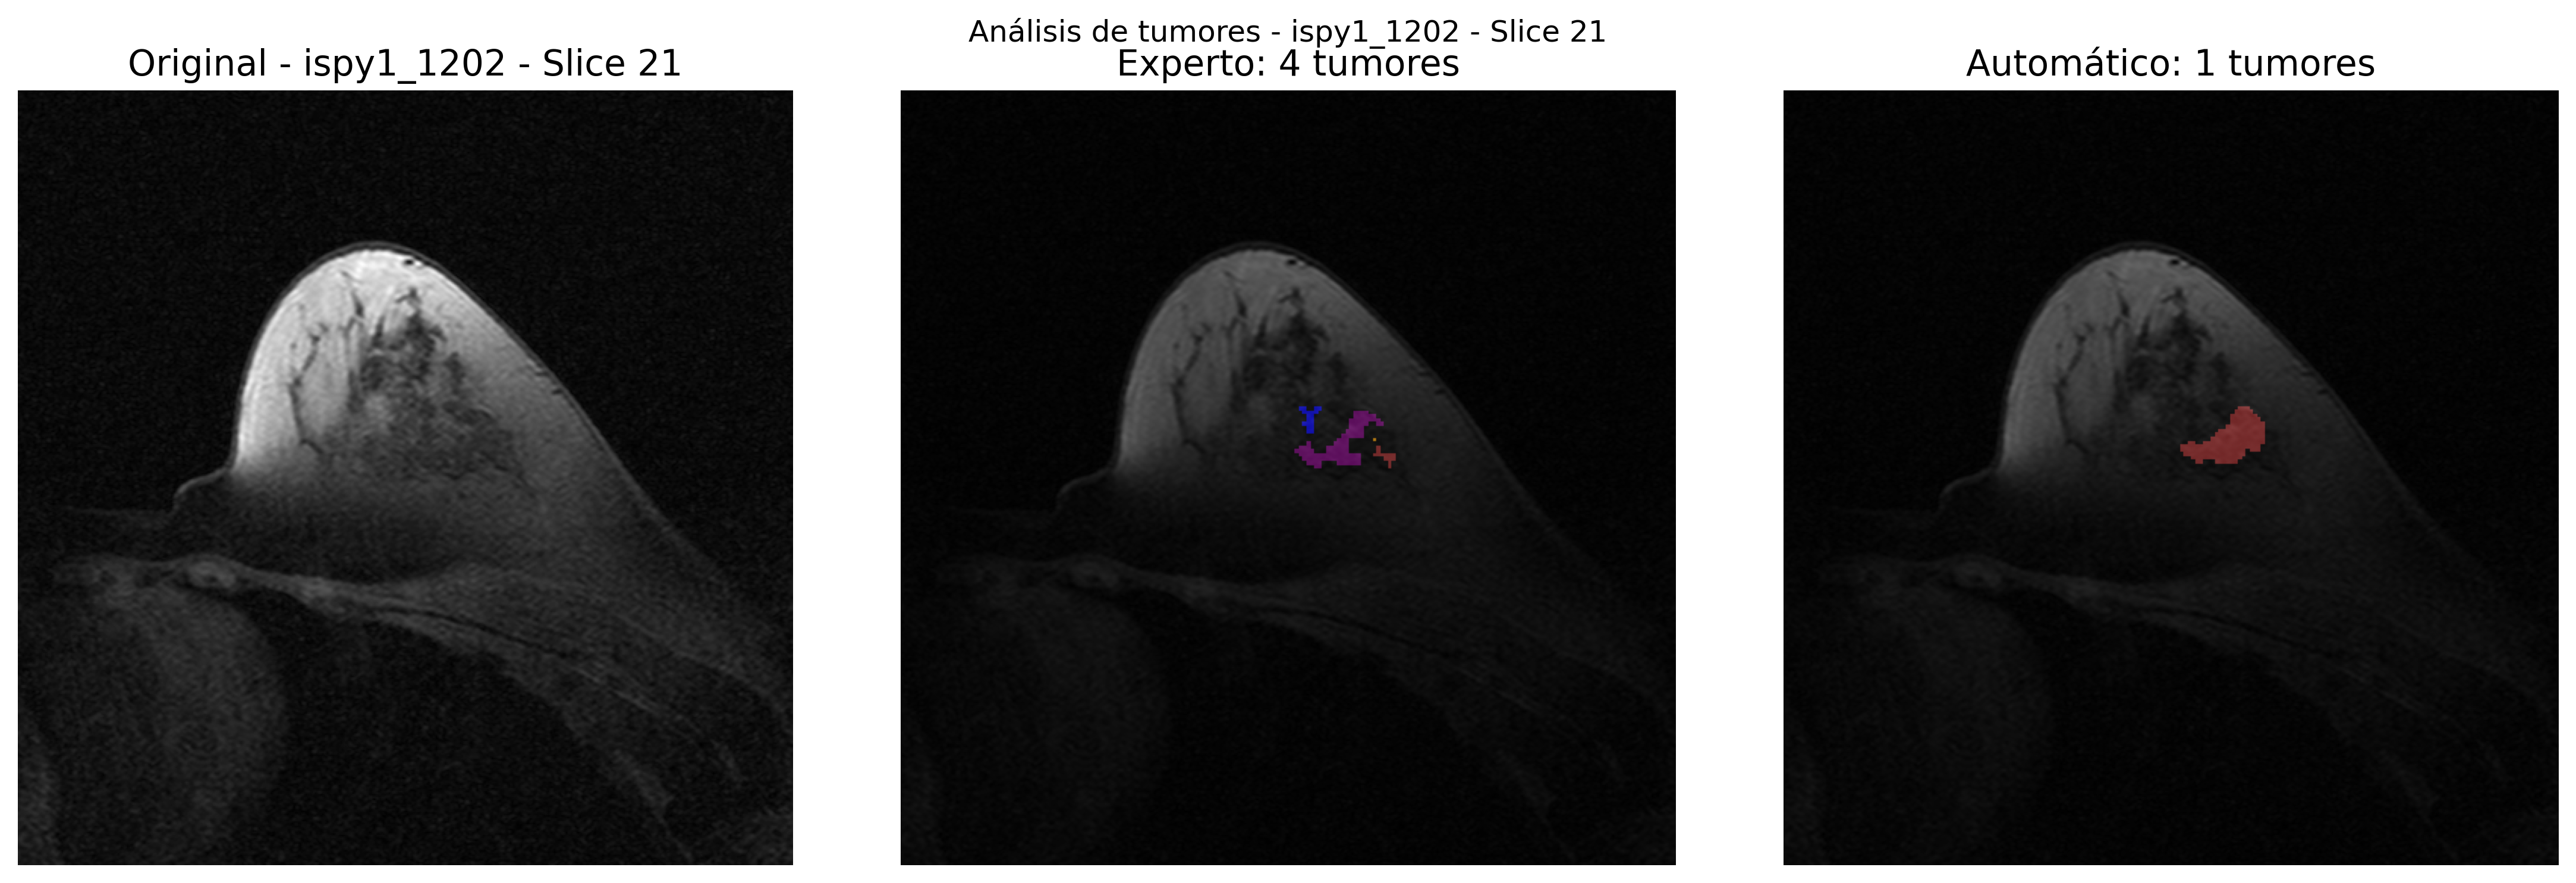 Análisis de tumores - ispy1_1202 - Slice 21
Original - ispy1_1202 - Slice 21
Experto: 4 tumores
Automático: 1 tumores